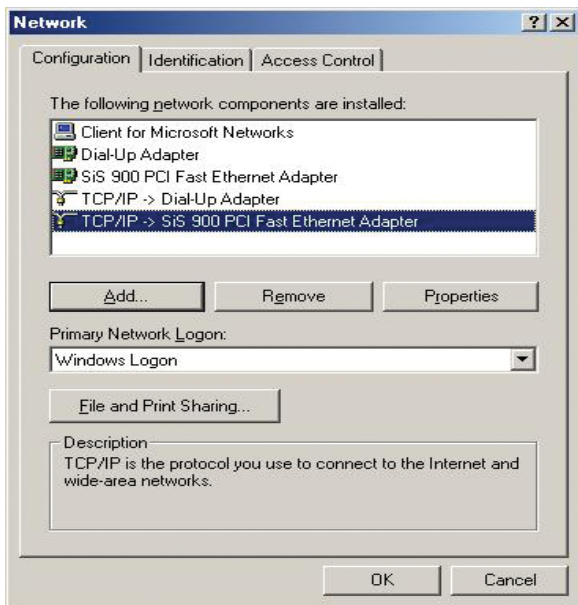 Network
Configuration
Identification
Access Control
The following network components are installed:
Client for Microsoft Networks
Dial-Up Adapter
SiS 900 PCI Fast Ethernet Adapter
TCP/IP -> Dial-Up Adapter
TCP/IP -> SiS 900 PCI Fast Ethernet Adapter
Add...
Remove
Properties
Primary Network Logon:
Windows Logon
File and Print Sharing...
Description
TCP/IP is the protocol you use to connect to the Internet and
wide-area networks.
OK
Cancel